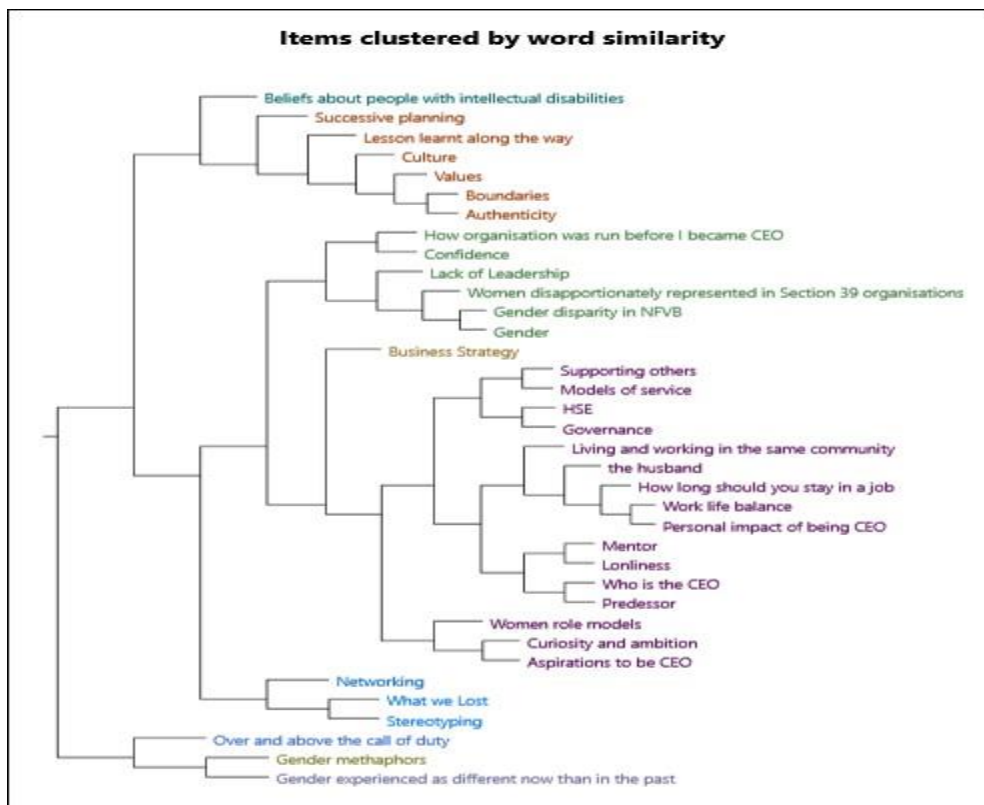 Items clustered by word similarity
Beliefs about people with intellectual disabilities
Successive planning
Lesson learnt along the way
Culture
Values
Boundaries
Authenticity
How organisation was run before I became CEO
Confidence
Lack of Leadership
Women disapportionately represented in Section 39 organisations
Gender disparity in NFVB
Gender
Business Strategy
Supporting others
Models of service
HSE
Governance
Living and working in the same community
the husband
How long should you stay in a job
Work life balance
Personal impact of being CEO
Mentor
Lonliness
Who is the CEO
Predessor
Women role models
Curiosity and ambition
Aspirations to be CEO
Networking
What we Lost
Stereotyping
Over and above the call of duty
Gender methaphors
Gender experienced as different now than in the past